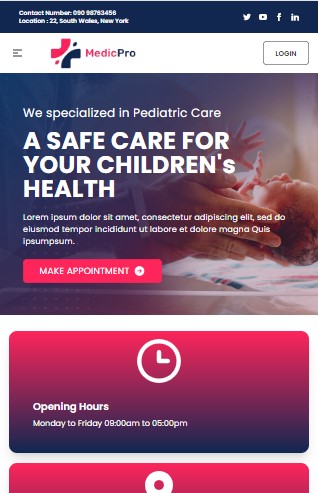 Contact Number: 090 98763456
Location : 22, South Wales, New York
MedicPro
LOGIN
We specialized in Pediatric Care
A SAFE CARE FOR
YOUR CHILDREN's
HEALTH
Lorem ipsum dolor sit amet, consectetur adipiscing elit, sed do
eiusmod tempor incididunt ut labore et dolore magna Quis
ipsumpsum.
MAKE APPOINTMENT
Opening Hours
Monday to Friday 09:00am to 05:00pm